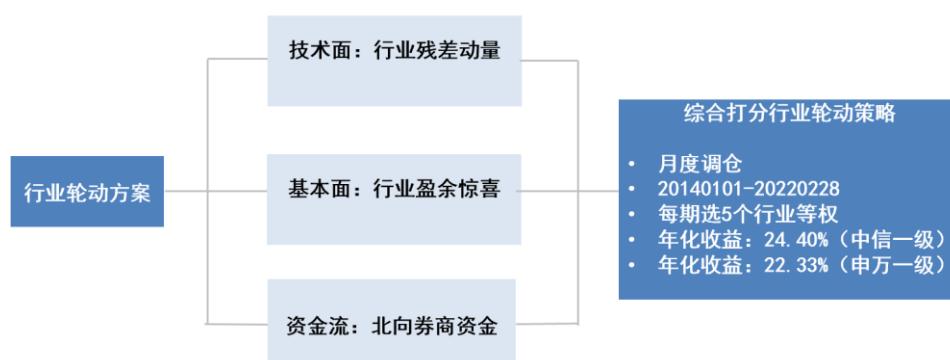 行业轮动方案
技术面：行业残差动量
基本面：行业盈余惊喜
资金流：北向券商资金
综合打分行业轮动策略
• 月度调仓
• 20140101-20220228
• 每期选5个行业等权
• 年化收益：24.40%（中信一级）
• 年化收益：22.33%（申万一级）